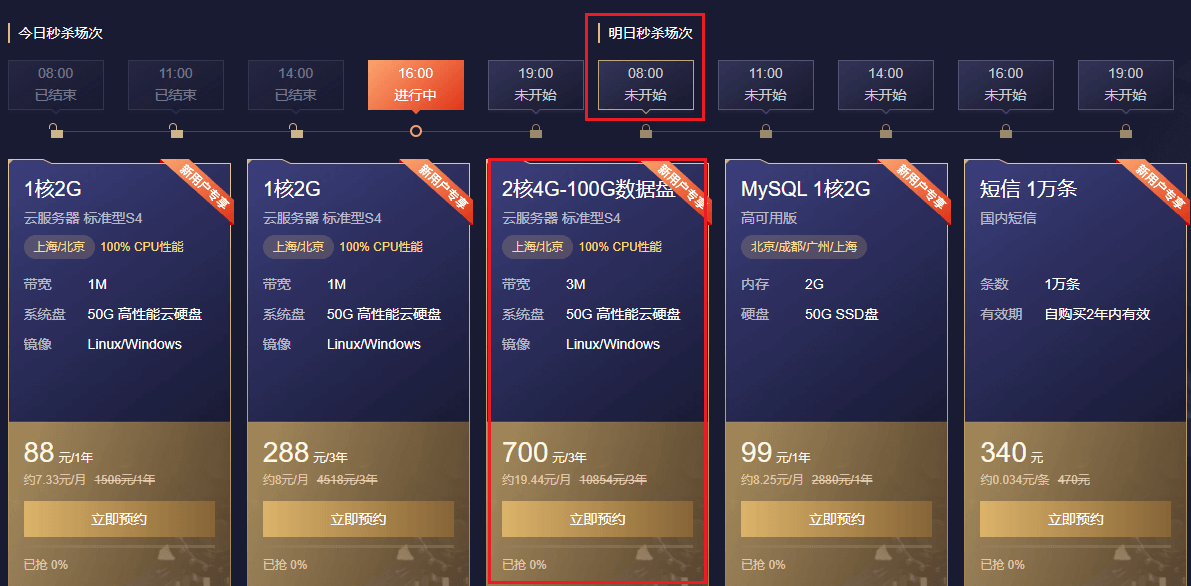 今日秒杀场次
明日秒杀场次
08:00
已结束
11:00
已结束
14:00
已结束
16:00
进行中
19:00
未开始
08:00
未开始
11:00
未开始
14:00
未开始
16:00
未开始
19:00
未开始
新用户专享
1核2G
云服务器 标准型S4
上海/北京 100% CPU性能
带宽 1M
系统盘 50G 高性能云硬盘
镜像 Linux/Windows
88 元/1年
约7.33元/月 1506元/1年
立即预约
已抢 0%
新用户专享
1核2G
云服务器 标准型S4
上海/北京 100% CPU性能
带宽 1M
系统盘 50G 高性能云硬盘
镜像 Linux/Windows
288 元/3年
约8元/月 4518元/3年
立即预约
已抢 0%
新用户专享
2核4G-100G数据盘
云服务器 标准型S4
上海/北京 100% CPU性能
带宽 3M
系统盘 50G 高性能云硬盘
镜像 Linux/Windows
700 元/3年
约19.44元/月 10854元/3年
立即预约
已抢 0%
新用户专享
MySQL 1核2G
高可用版
北京/成都/广州/上海
内存 2G
硬盘 50G SSD盘
99 元/1年
约8.25元/月 2880元/1年
立即预约
已抢 0%
新用户专享
短信 1万条
国内短信
条数 1万条
有效期 自购买2年内有效
340 元
约0.034元/条 470元
立即预约
已抢 0%